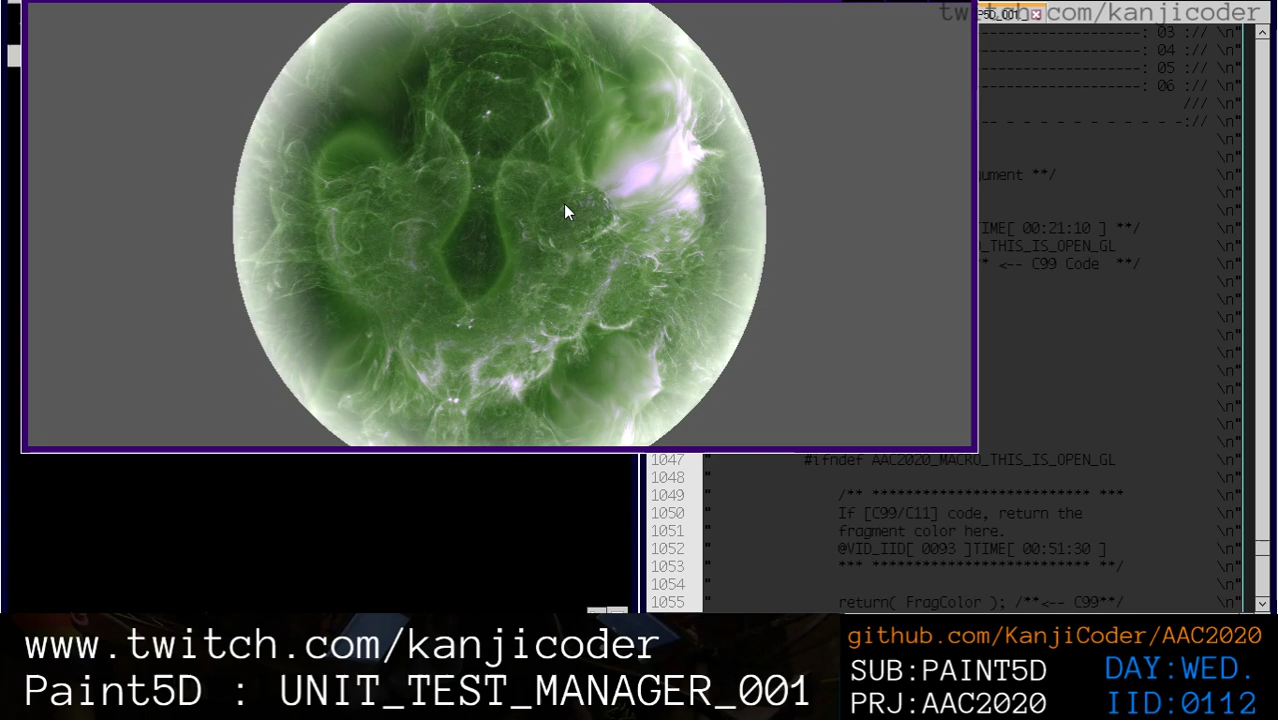 twitch.com/kanjicoder
---: 03 :// \n"
---: 04 :// \n"
---: 05 :// \n"
---: 06 :// \n"
/// \n"
- - - - - - - - - - - -:// \n"
\n"
\n"
ument **/ \n"
\n"
\n"
TIME[ 00:21:10 ] **/ \n"
_THIS_IS_OPEN_GL \n"
* <-- C99 Code **/ \n"
\n"
\n"
\n"
\n"
\n"
\n"
\n"
\n"
\n"
\n"
1047 " #ifndef AAC2020_MACRO_THIS_IS_OPEN_GL \n"
1048 " \n"
1049 " /** ************************** *** \n"
1050 " If [C99/C11] code, return the \n"
1051 " fragment color here. \n"
1052 " @VID_IID[ 0093 ]TIME[ 00:51:30 ] \n"
1053 " *** ************************** **/ \n"
1054 " \n"
1055 " return( FragColor ); /**<-- C99**/ \n"
www.twitch.com/kanjicoder
Paint5D : UNIT_TEST_MANAGER_001
github.com/KanjiCoder/AAC2020
SUB:PAINT5D DAY:WED.
PRJ:AAC2020 IID:0112